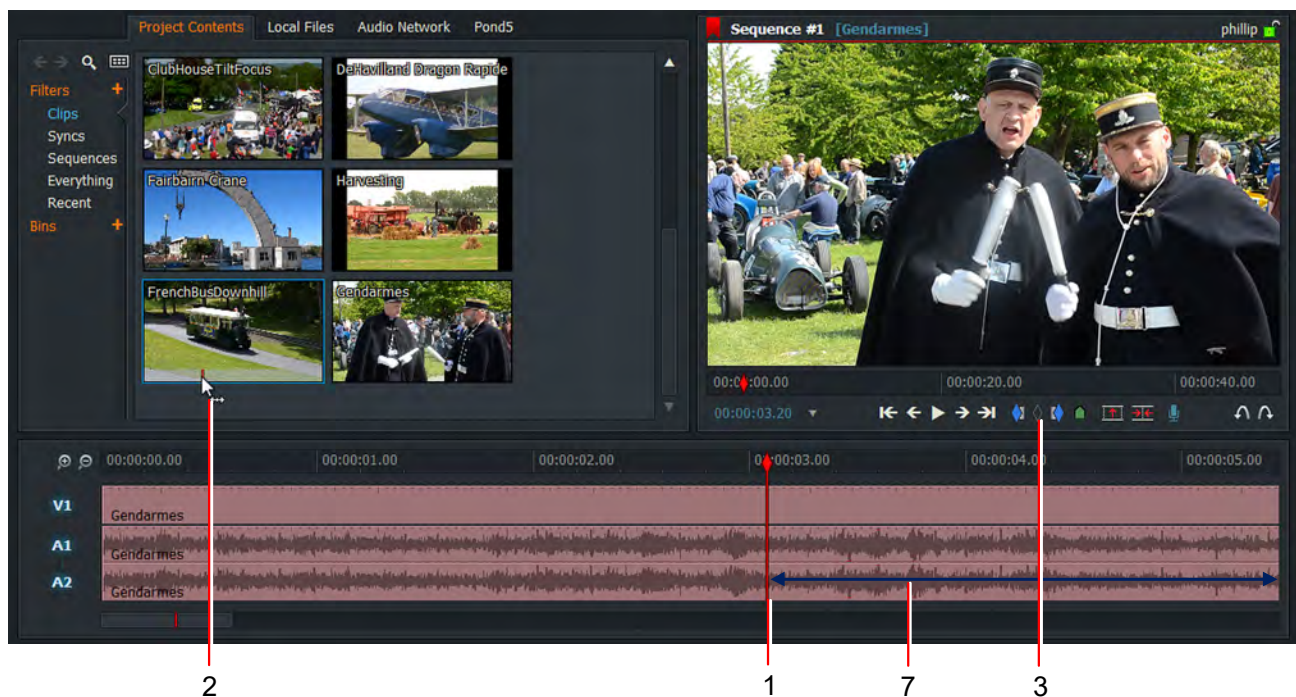 Project Contents Local Files Audio Network Pond5
Filters +
Clips
Syncs
Sequences
Everything
Recent
Bins +
ClubHouseTiltFocus DeHavilland Dragon Rapide
Fairbairn Crane Harvesting
FrenchBusDownhill Gendarmes
Sequence #1 [Gendarmes] phillip
00:00:00.00 00:00:20.00 00:00:40.00
00:00:03.20
00:00:00.00 00:00:01.00 00:00:02.00 00:00:03.00 00:00:04.00 00:00:05.00
V1 Gendarmes
A1 Gendarmes
A2 Gendarmes
2 1 7 3